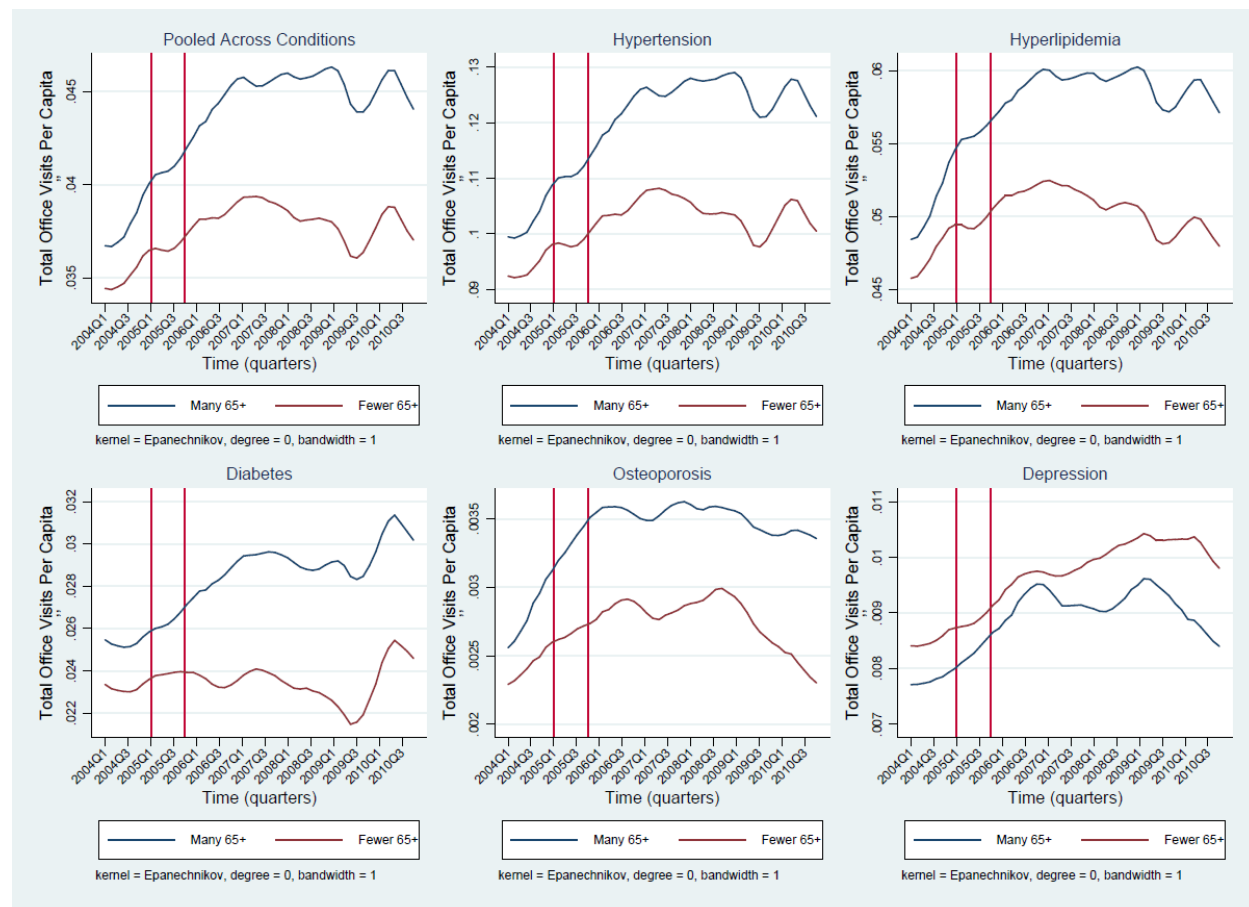 Pooled Across Conditions
Total Office Visits Per Capita
,,
.035 .04 .045
2004Q1 2004Q3 2005Q1 2005Q3 2006Q1 2006Q3 2007Q1 2007Q3 2008Q1 2008Q3 2009Q1 2009Q3 2010Q1 2010Q3
Time (quarters)
Many 65+ Fewer 65+
kernel = Epanechnikov, degree = 0, bandwidth = 1
Hypertension
Total Office Visits Per Capita
,,
.09 .1 .11 .12 .13
2004Q1 2004Q3 2005Q1 2005Q3 2006Q1 2006Q3 2007Q1 2007Q3 2008Q1 2008Q3 2009Q1 2009Q3 2010Q1 2010Q3
Time (quarters)
Many 65+ Fewer 65+
kernel = Epanechnikov, degree = 0, bandwidth = 1
Hyperlipidemia
Total Office Visits Per Capita
,,
.045 .05 .055 .06
2004Q1 2004Q3 2005Q1 2005Q3 2006Q1 2006Q3 2007Q1 2007Q3 2008Q1 2008Q3 2009Q1 2009Q3 2010Q1 2010Q3
Time (quarters)
Many 65+ Fewer 65+
kernel = Epanechnikov, degree = 0, bandwidth = 1
Diabetes
Total Office Visits Per Capita
,,
.022 .024 .026 .028 .03 .032
2004Q1 2004Q3 2005Q1 2005Q3 2006Q1 2006Q3 2007Q1 2007Q3 2008Q1 2008Q3 2009Q1 2009Q3 2010Q1 2010Q3
Time (quarters)
Many 65+ Fewer 65+
kernel = Epanechnikov, degree = 0, bandwidth = 1
Osteoporosis
Total Office Visits Per Capita
,,
.002 .0025 .003 .0035
2004Q1 2004Q3 2005Q1 2005Q3 2006Q1 2006Q3 2007Q1 2007Q3 2008Q1 2008Q3 2009Q1 2009Q3 2010Q1 2010Q3
Time (quarters)
Many 65+ Fewer 65+
kernel = Epanechnikov, degree = 0, bandwidth = 1
Depression
Total Office Visits Per Capita
,,
.007 .008 .009 .01 .011
2004Q1 2004Q3 2005Q1 2005Q3 2006Q1 2006Q3 2007Q1 2007Q3 2008Q1 2008Q3 2009Q1 2009Q3 2010Q1 2010Q3
Time (quarters)
Many 65+ Fewer 65+
kernel = Epanechnikov, degree = 0, bandwidth = 1